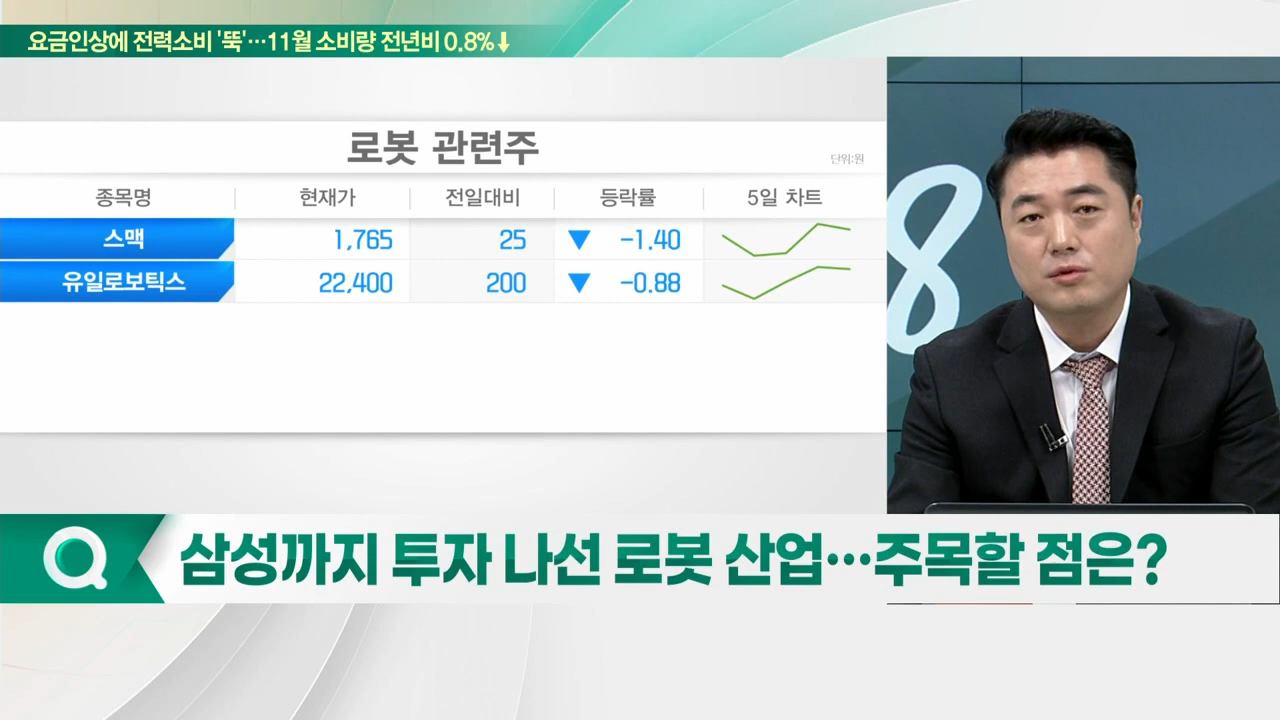 요금인상에 전력소비 '뚝'…11월 소비량 전년비 0.8%↓
로봇 관련주
단위:원
종목명 현재가 전일대비 등락률 5일 차트
스맥 1,765 25 ▼ -1.40
유일로보틱스 22,400 200 ▼ -0.88
8
Q 삼성까지 투자 나선 로봇 산업…주목할 점은?